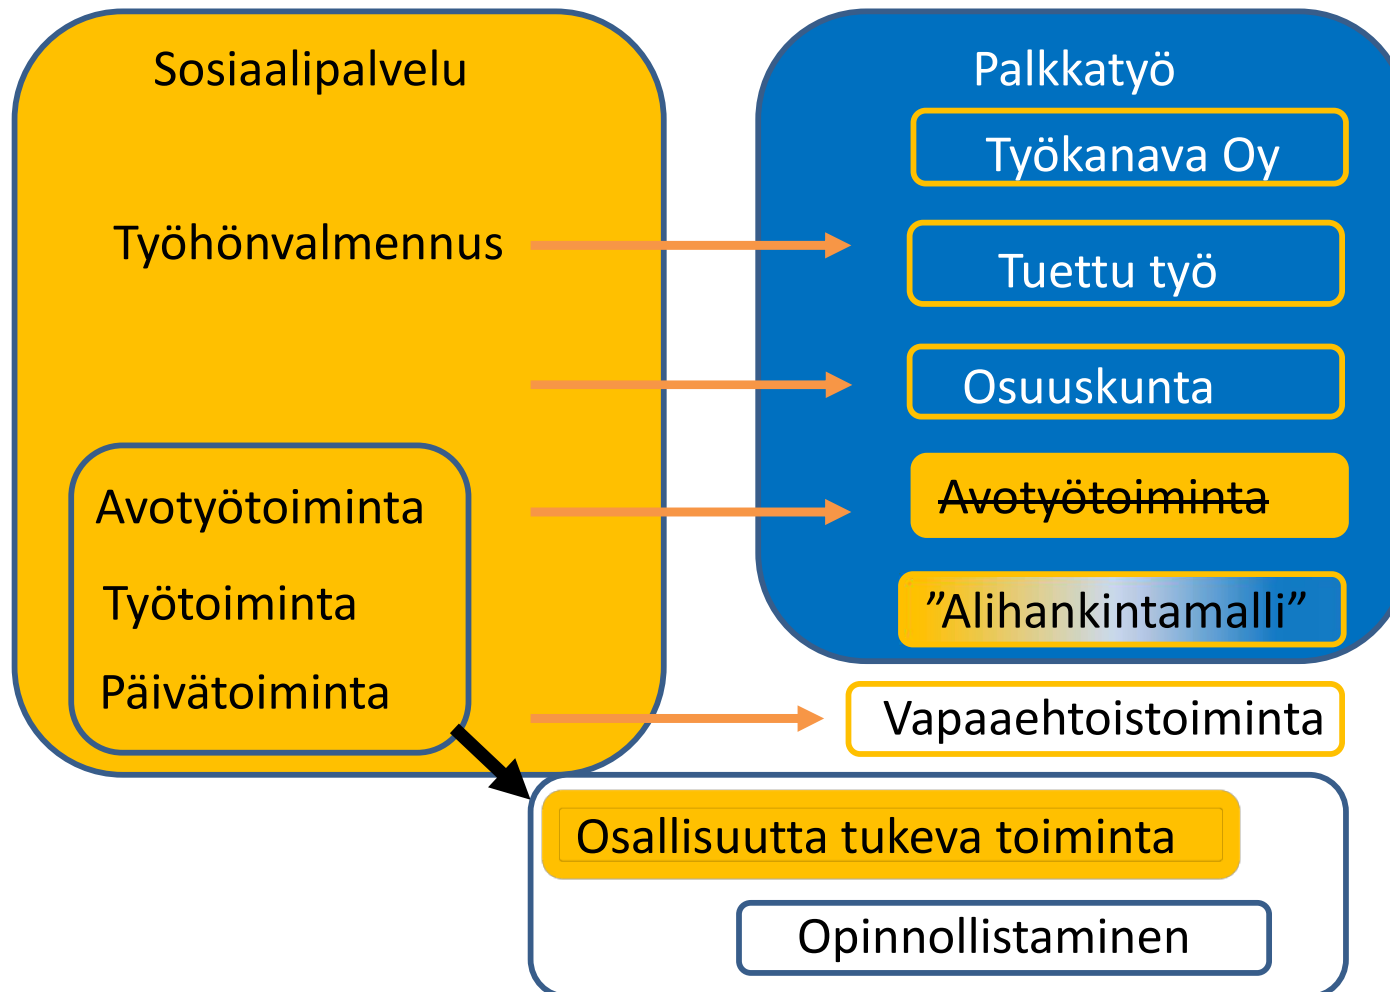 Sosiaalipalvelu
Työhönvalmennus
Avotyötoiminta
Työtoiminta
Päivätoiminta
Palkkatyö
Työkanava Oy
Tuettu työ
Osuuskunta
Avotyötoiminta
”Alihankintamalli”
Vapaaehtoistoiminta
Osallisuutta tukeva toiminta
Opinnollistaminen